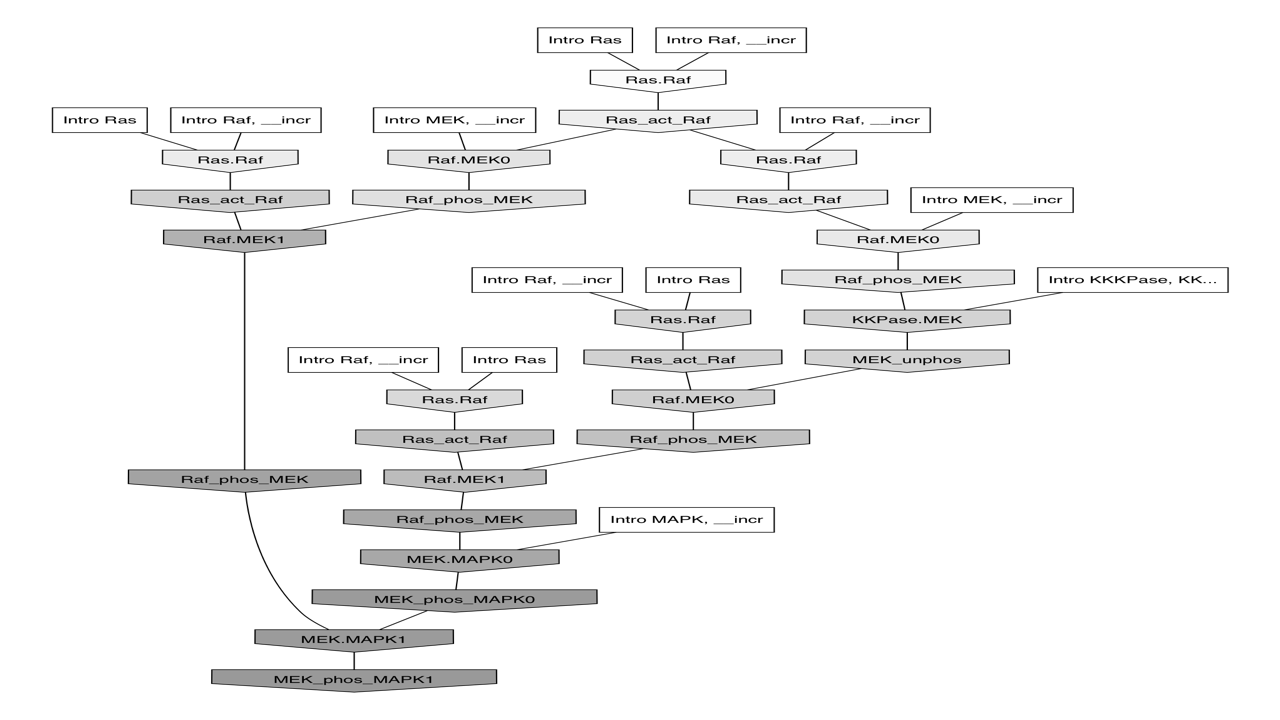 Intro Ras
Intro Raf, __incr
Ras.Raf
Intro Ras
Intro Raf, __incr
Intro MEK, __incr
Ras_act_Raf
Intro Raf, __incr
Ras.Raf
Raf.MEK0
Ras.Raf
Ras_act_Raf
Raf_phos_MEK
Ras_act_Raf
Intro MEK, __incr
Raf.MEK1
Raf.MEK0
Intro Raf, __incr
Intro Ras
Raf_phos_MEK
Intro KKKPase, KK...
Ras.Raf
KKPase.MEK
Intro Raf, __incr
Intro Ras
Ras_act_Raf
MEK_unphos
Ras.Raf
Raf.MEK0
Ras_act_Raf
Raf_phos_MEK
Raf_phos_MEK
Raf.MEK1
Raf_phos_MEK
Intro MAPK, __incr
MEK.MAPK0
MEK_phos_MAPK0
MEK.MAPK1
MEK_phos_MAPK1